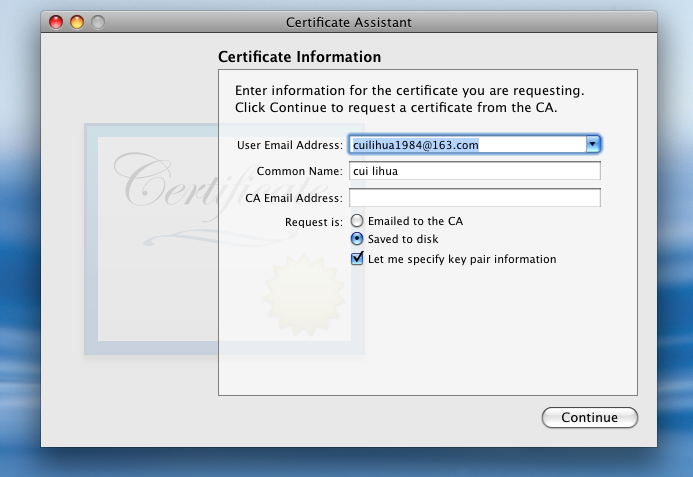 Certificate Assistant
Certificate Information
Enter information for the certificate you are requesting.
Click Continue to request a certificate from the CA.
Certificate
User Email Address: cuilihua1984@163.com
Common Name: cui lihua
CA Email Address:
Request is: Emailed to the CA
Saved to disk
Let me specify key pair information
Continue